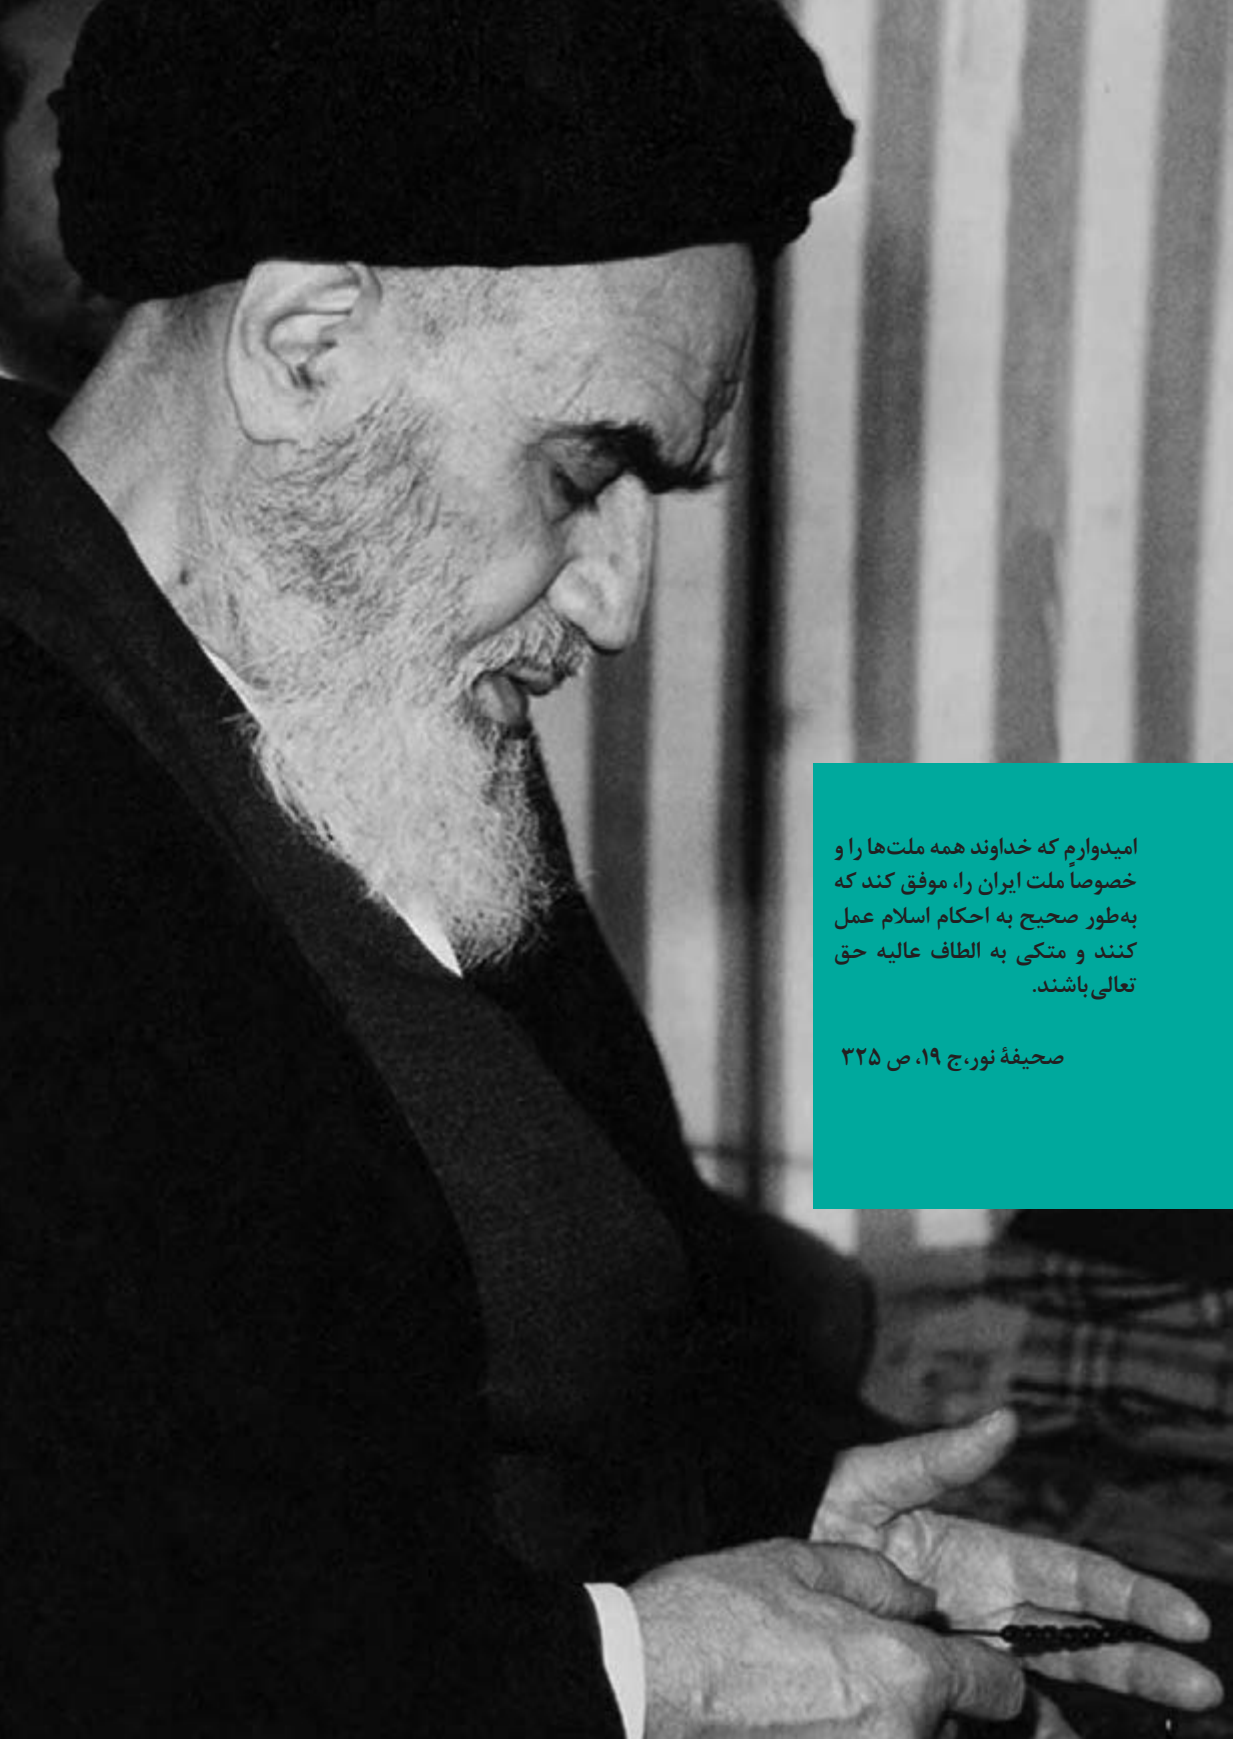 امیدوارم که خداوند همه ملت‌ها را و
خصوصاً ملت ایران را، موفق کند که
به‌طور صحیح به احکام اسلام عمل
کنند و متکی به الطاف عالیه حق
تعالی باشند.
صحیفهٔ نور،ج ۱۹، ص ۳۲۵